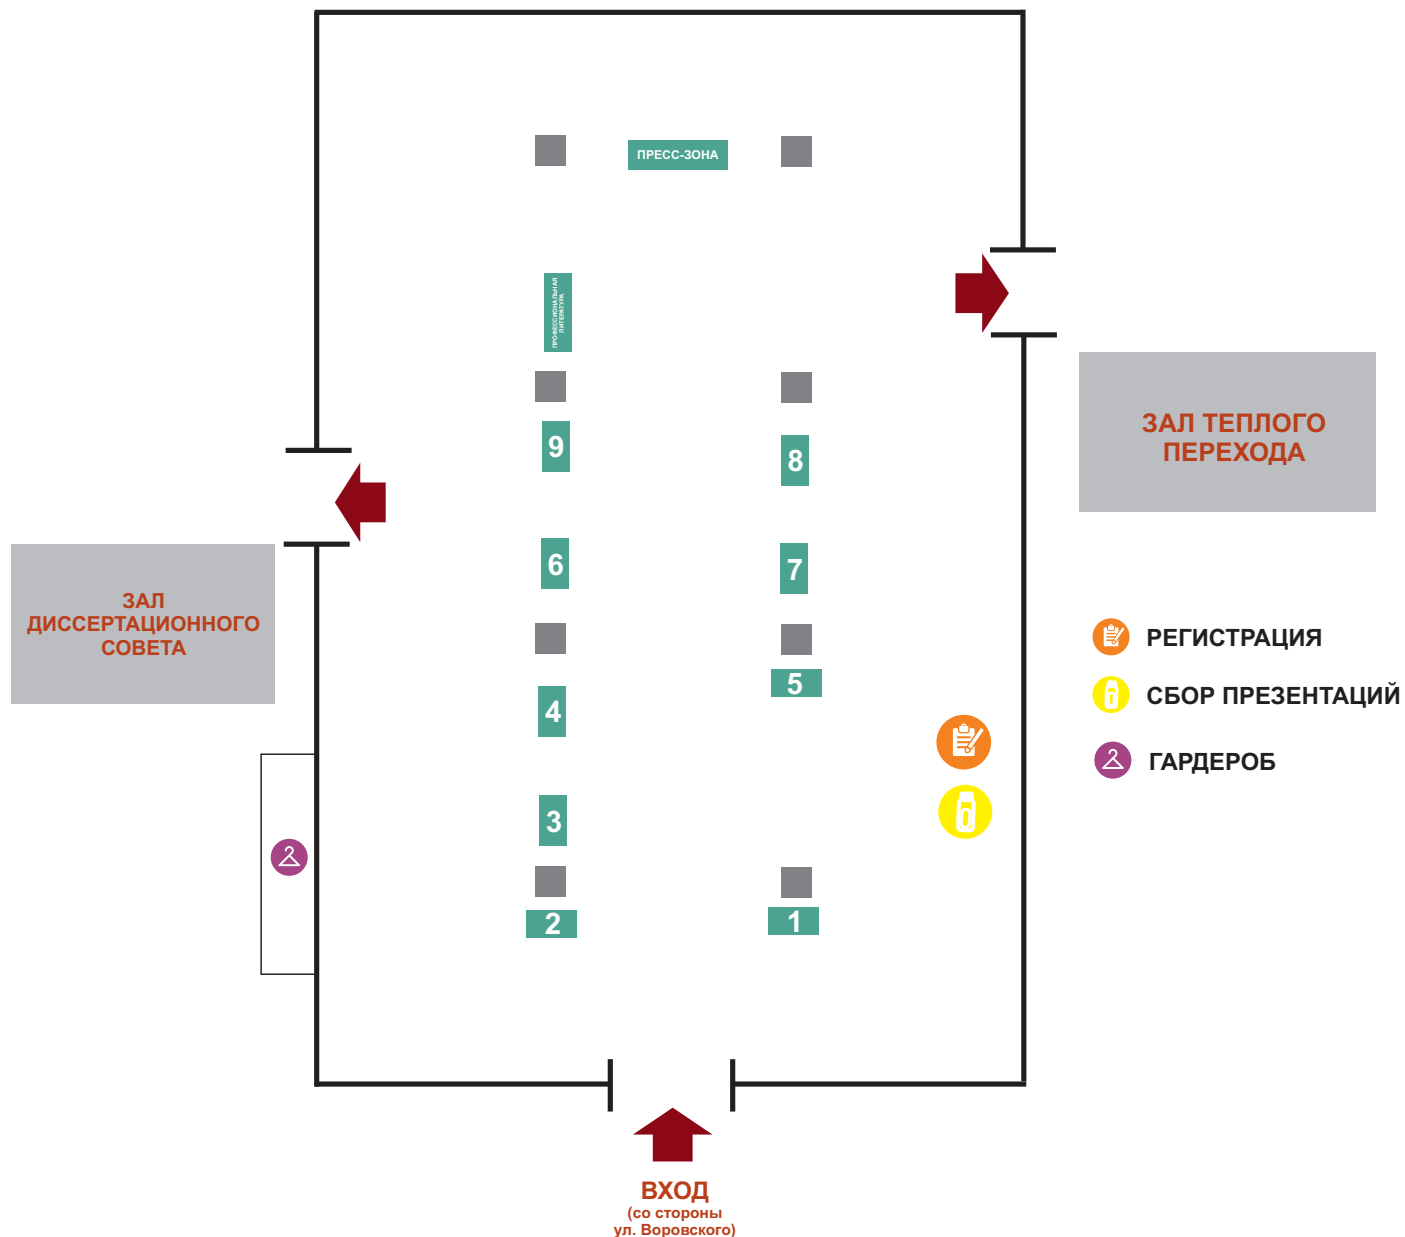 ПРЕСС-ЗОНА
ПРОФЕССИОНАЛЬНАЯ
ЛИТЕРАТУРА
9
8
ЗАЛ ТЕПЛОГО
ПЕРЕХОДА
6
7
ЗАЛ
ДИССЕРТАЦИОННОГО
СОВЕТА
РЕГИСТРАЦИЯ
5
СБОР ПРЕЗЕНТАЦИЙ
4
ГАРДЕРОБ
3
2
1
ВХОД
(со стороны
ул. Воровского)